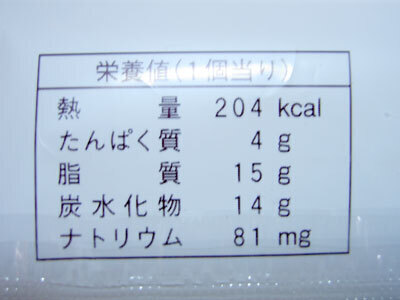 栄養値(1個当り)
熱量 204 kcal
たんぱく質 4 g
脂質 15 g
炭水化物 14 g
ナトリウム 81 mg